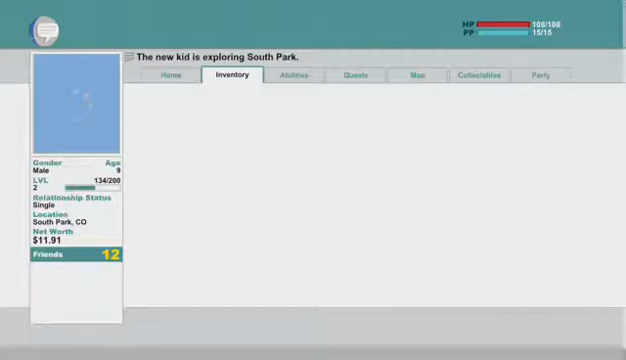 HP 108/108
PP 15/15
The new kid is exploring South Park.
Home Inventory Abilities Quests Map Collectables Party
Gender Age
Male 9
LVL 134/200
2
Relationship Status
Single
Location
South Park, CO
Net Worth
$11.91
Friends 12